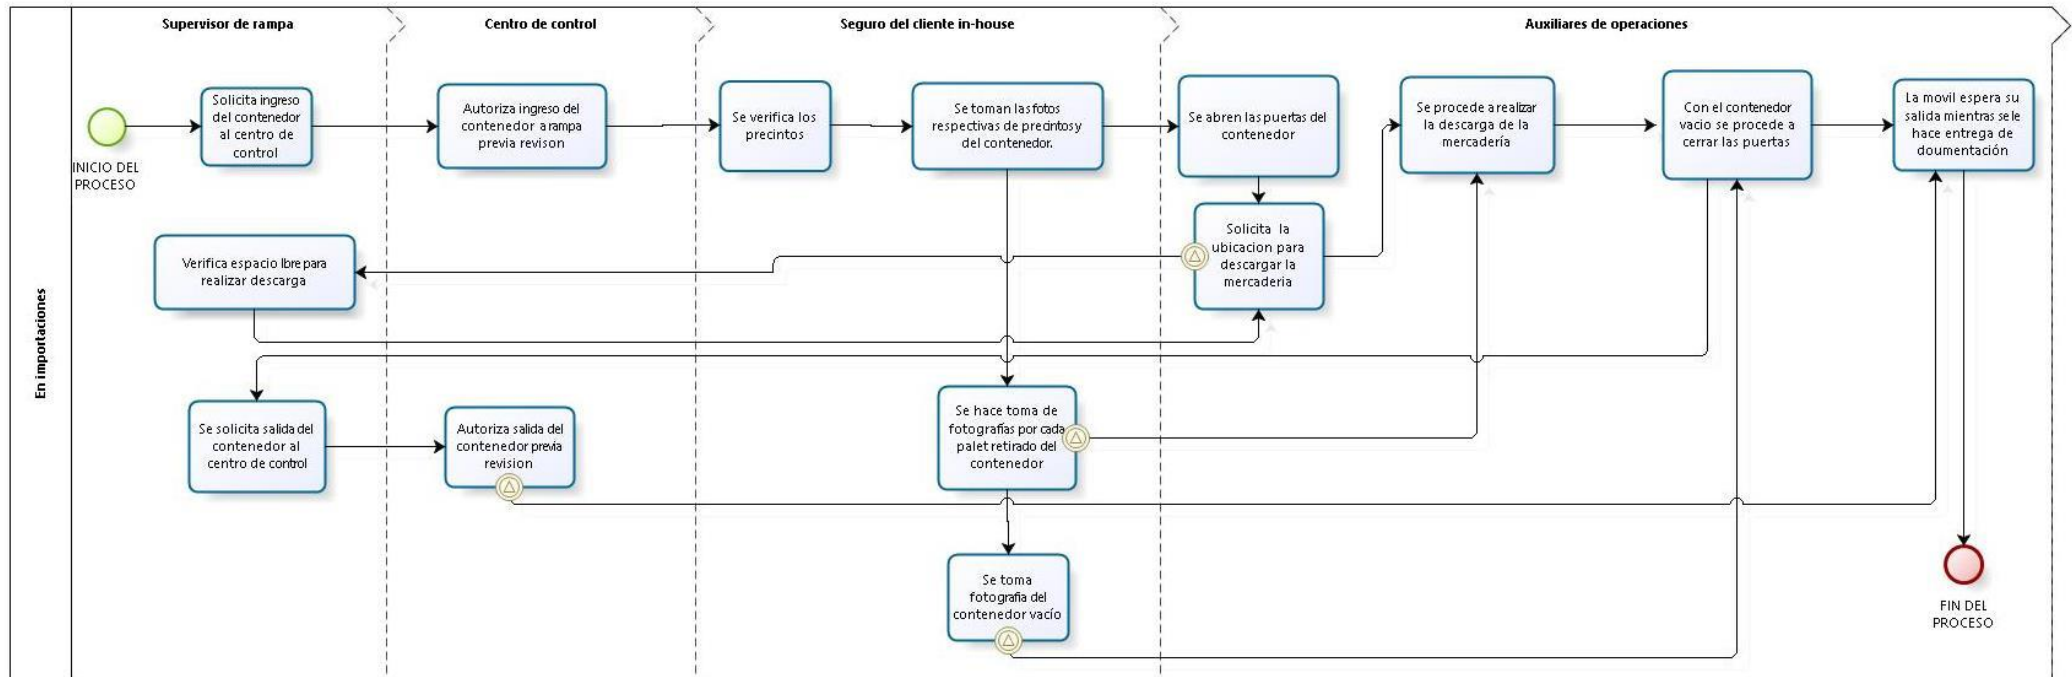 Supervisor de rampa
Centro de control
Seguro del cliente in-house
Auxiliares de operaciones
En importaciones
INICIO DEL
PROCESO
Solicita ingreso
del contenedor
al centro de
control
Autoriza ingreso del
contenedor a rampa
previa revison
Se verifica los
precintos
Se toman las fotos
respectivas de precintos y
del contenedor.
Se abren las puertas del
contenedor
Se procede a realizar
la descarga de la
mercadería
Con el contenedor
vacio se procede a
cerrar las puertas
La movil espera su
salida mientras se le
hace entrega de
doumentación
Verifica espacio lbre para
realizar descarga
Solicita la
ubicacion para
descargar la
mercaderia
Se solicita salida del
contenedor al
centro de control
Autoriza salida del
contenedor previa
revision
Se hace toma de
fotografías por cada
palet retirado del
contenedor
Se toma
fotografia del
contenedor vacío
FIN DEL
PROCESO